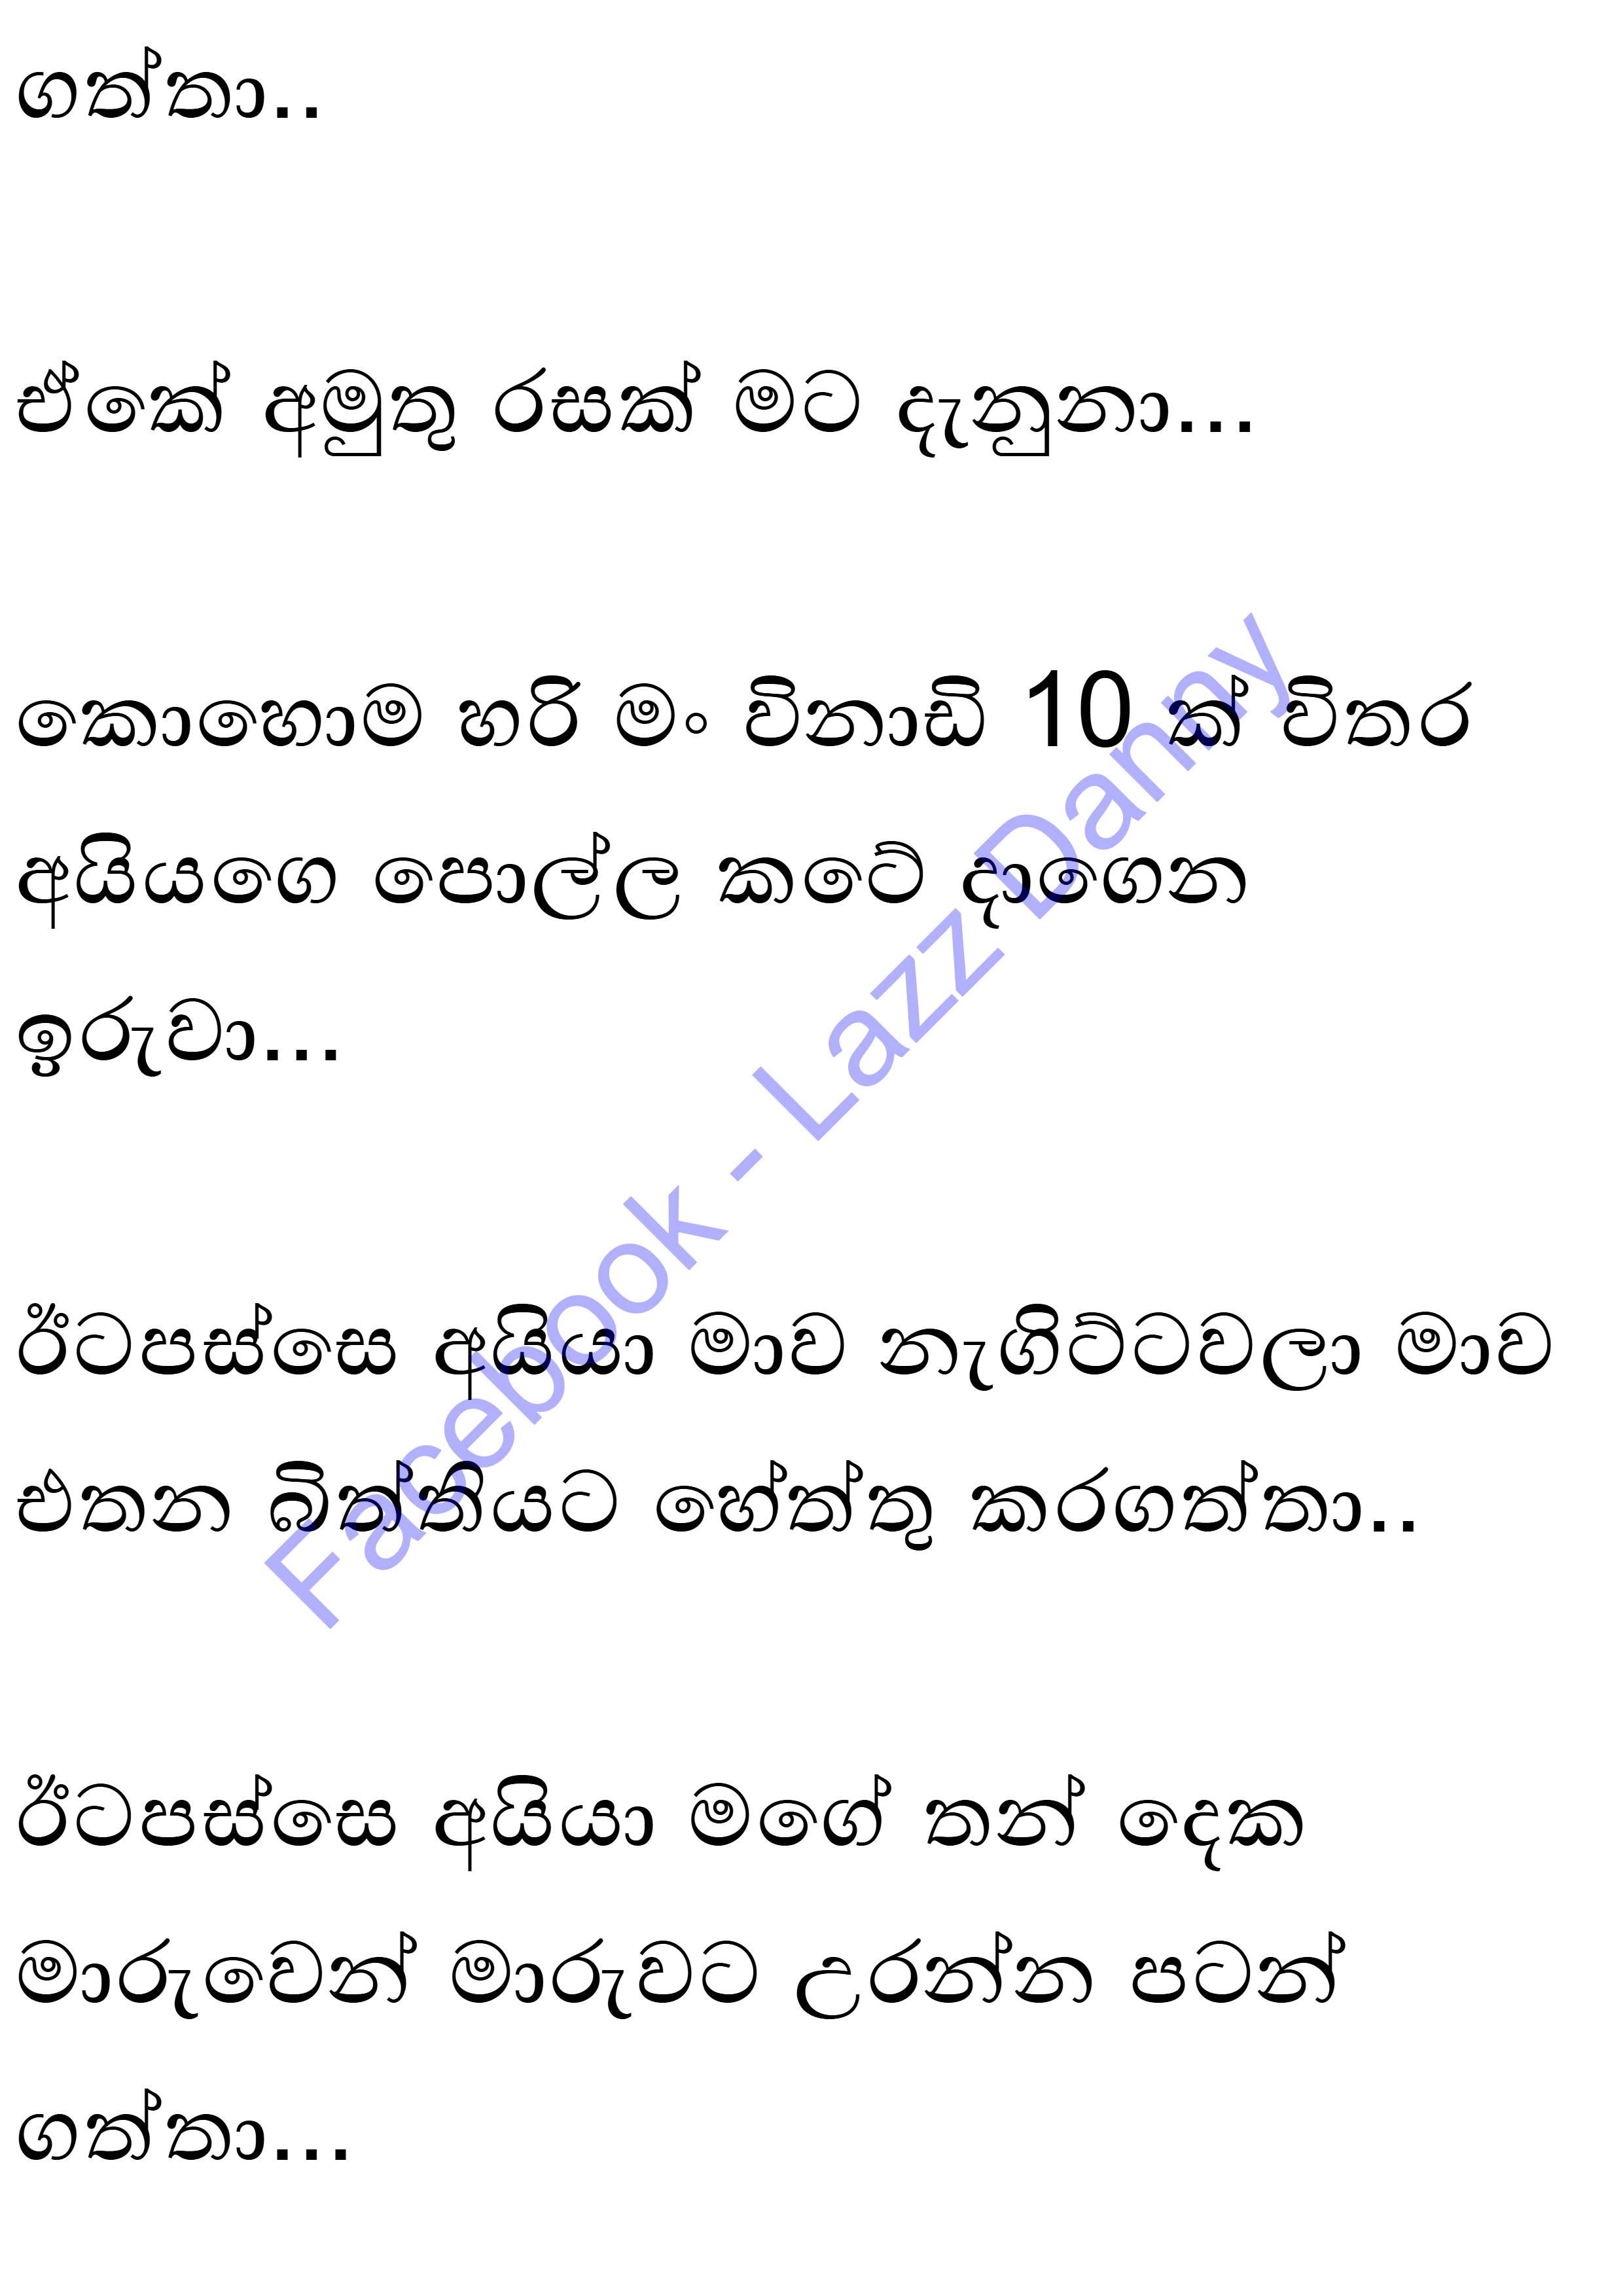 ගත්තා..
ඒකේ අමුතු රසක් මට දැනුනා...
කොහොම හරි මං විනාඩි 10 ක් විතර
අයියගෙ පොල්ල කටේ දාගෙන
ඉරුවා...
ඊටපස්සෙ අයියා මාව නැගිට්ටවලා මාව
එතන බිත්තියට හේත්තු කරගත්තා..
ඊටපස්සෙ අයියා මගේ තන් දෙක
මාරුවෙන් මාරුවට උරන්න පටන්
ගත්තා...
Facebook - Lazz Danny